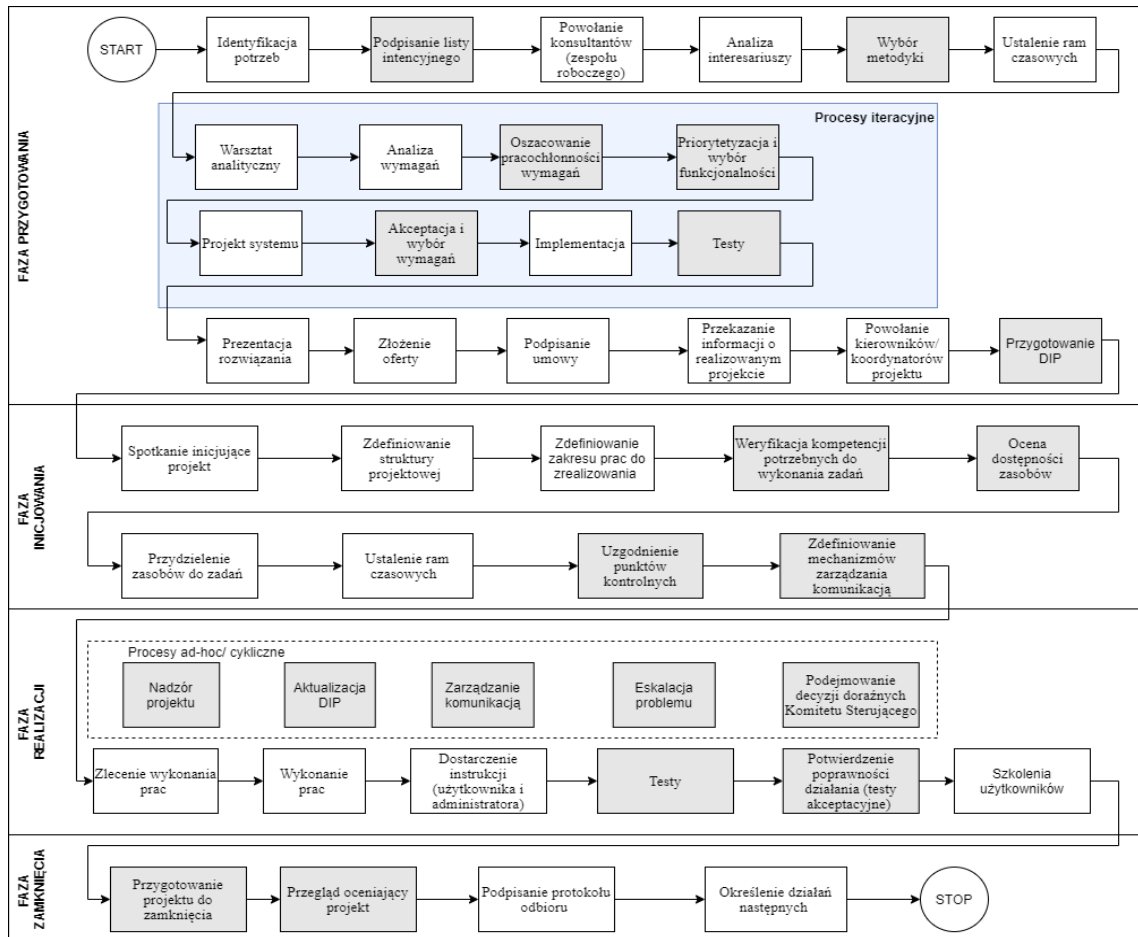 FAZA PRZYGOTOWANIA
START
Identyfikacja
potrzeb
Podpisanie listy
intencyjnego
Powołanie
konsultantów
(zespołu
roboczego)
Analiza
interesariuszy
Wybór
metodyki
Ustalenie ram
czasowych
Procesy iteracyjne
Warsztat
analityczny
Analiza
wymagań
Oszacowanie
pracochłonności
wymagań
Priorytetyzacja i
wybór
funkcjonalności
Projekt systemu
Akceptacja i
wybór
wymagań
Implementacja
Testy
Prezentacja
rozwiązania
Złożenie
oferty
Podpisanie
umowy
Przekazanie
informacji o
realizowanym
projekcie
Powołanie
kierowników/
koordynatorów
projektu
Przygotowanie
DIP
FAZA
INICJOWANIA
Spotkanie inicjujące
projekt
Zdefiniowanie
struktury
projektowej
Zdefiniowanie
zakresu prac do
zrealizowania
Weryfikacja kompetencji
potrzebnych do
wykonania zadań
Ocena
dostępności
zasobów
Przydzielenie
zasobów do zadań
Ustalenie ram
czasowych
Uzgodnienie
punktów
kontrolnych
Zdefiniowanie
mechanizmów
zarządzania
komunikacją
FAZA
REALIZACJI
Procesy ad-hoc/ cykliczne
Nadzór
projektu
Aktualizacja
DIP
Zarządzanie
komunikacją
Eskalacja
problemu
Podejmowanie
decyzji doraźnych
Komitetu Sterującego
Zlecenie wykonania
prac
Wykonanie
prac
Dostarczenie
instrukcji
(użytkownika i
administratora)
Testy
Potwierdzenie
poprawności
działania (testy
akceptacyjne)
Szkolenia
użytkowników
FAZA
ZAMKNIĘCIA
Przygotowanie
projektu do
zamknięcia
Przegląd oceniający
projekt
Podpisanie protokołu
odbioru
Określenie działań
następnych
STOP